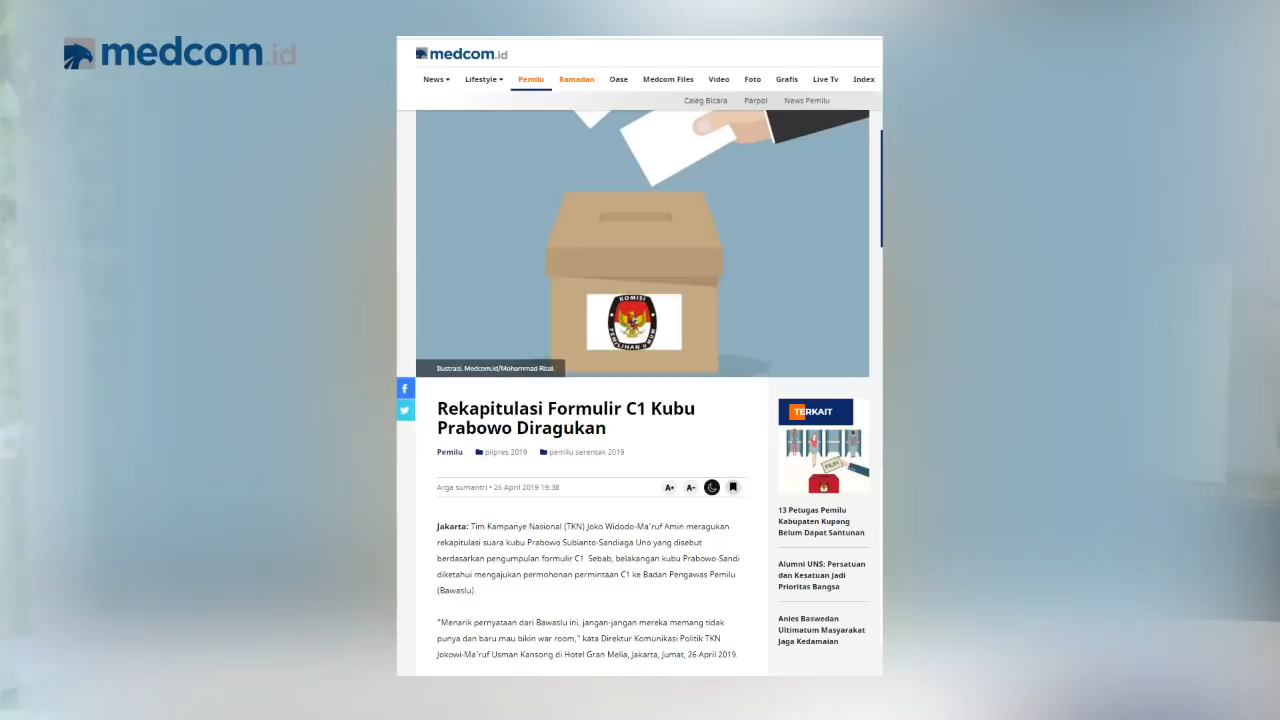 medcom.id
medcom.id
News Lifestyle Pemilu Ramadan Oase Medcom Files Video Foto Grafis Live Tv Index
Caleg Bicara Parpol News Pemilu
KOMISI
PEMILIHAN UMUM
Ilustrasi. Medcom.id/Mohammad Rizal.
Rekapitulasi Formulir C1 Kubu
Prabowo Diragukan
Pemilu pilpres 2019 pemilu serentak 2019
Arga sumantri • 26 April 2019 19:38
A+ A-
Jakarta: Tim Kampanye Nasional (TKN) Joko Widodo-Ma'ruf Amin meragukan
rekapitulasi suara kubu Prabowo Subianto-Sandiaga Uno yang disebut
berdasarkan pengumpulan formulir C1. Sebab, belakangan kubu Prabowo-Sandi
diketahui mengajukan permohonan permintaan C1 ke Badan Pengawas Pemilu
(Bawaslu).
"Menarik pernyataan dari Bawaslu ini, jangan-jangan mereka memang tidak
punya dan baru mau bikin war room," kata Direktur Komunikasi Politik TKN
Jokowi-Ma'ruf Usman Kansong di Hotel Gran Melia, Jakarta, Jumat, 26 April 2019.
TERKAIT
PILPI
13 Petugas Pemilu
Kabupaten Kupang
Belum Dapat Santunan
Alumni UNS: Persatuan
dan Kesatuan Jadi
Prioritas Bangsa
Anies Baswedan
Ultimatum Masyarakat
Jaga Kedamaian